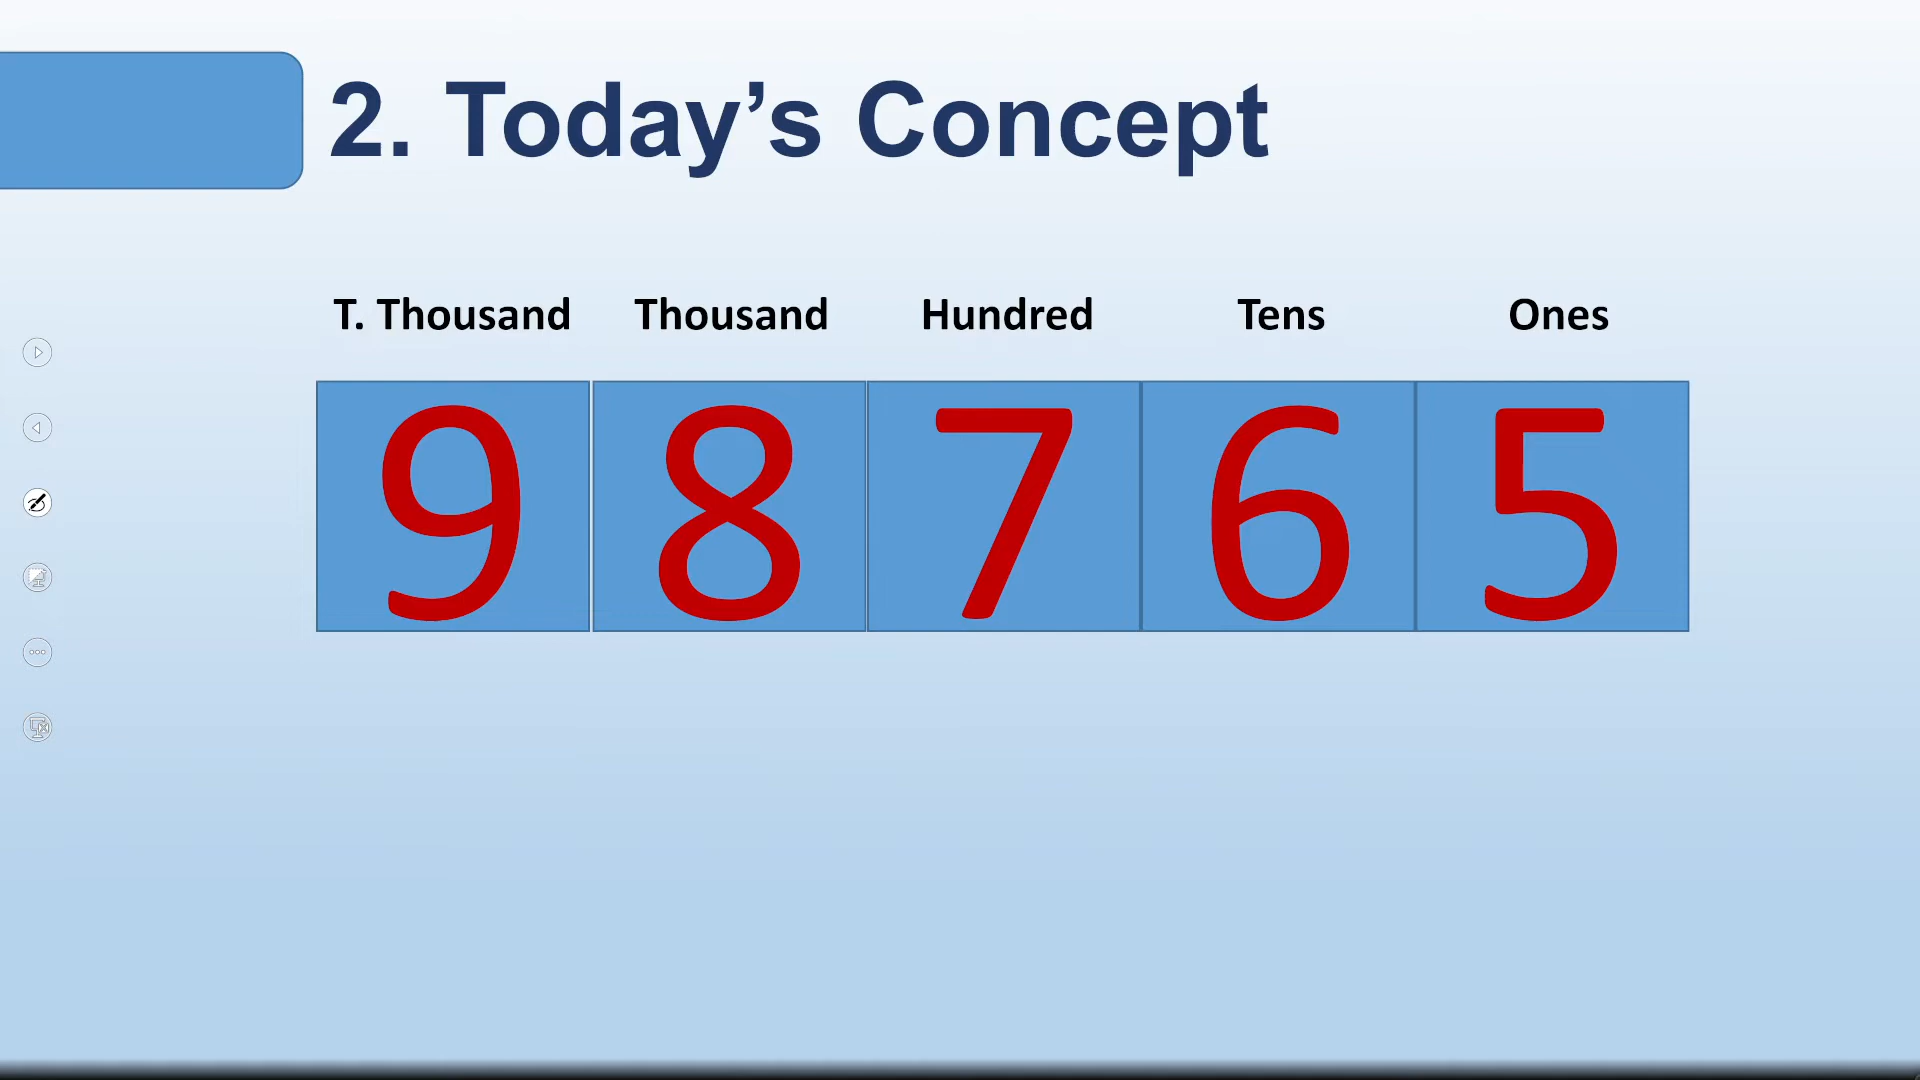 2. Today’s Concept
T. Thousand Thousand Hundred Tens Ones
9 8 7 6 5